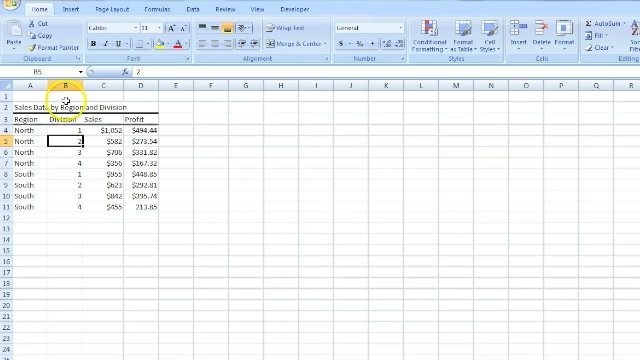 Home Insert Page Layout Formulas Data Review View Developer
Cut
Copy
Format Painter
Paste
Clipboard
Calibri 11
B I U
Font
Wrap Text
Merge & Center
Alignment
General
$ % ,
Number
Conditional Formatting
Format as Table
Cell Styles
Styles
Insert Delete Format
Cells
AutoSum
Fill
Clear
B5 fx 2
A B C D E F G H I J K L M N O P Q
1
2 Sales Data by Region and Division
3 Region Division Sales Profit
4 North 1 $1,052 $494.44
5 North 2 $582 $273.54
6 North 3 $706 $331.82
7 North 4 $356 $167.32
8 South 1 $955 $448.85
9 South 2 $623 $292.81
10 South 3 $842 $395.74
11 South 4 $455 213.85
12
13
14
15
16
17
18
19
20
21
22
23
24